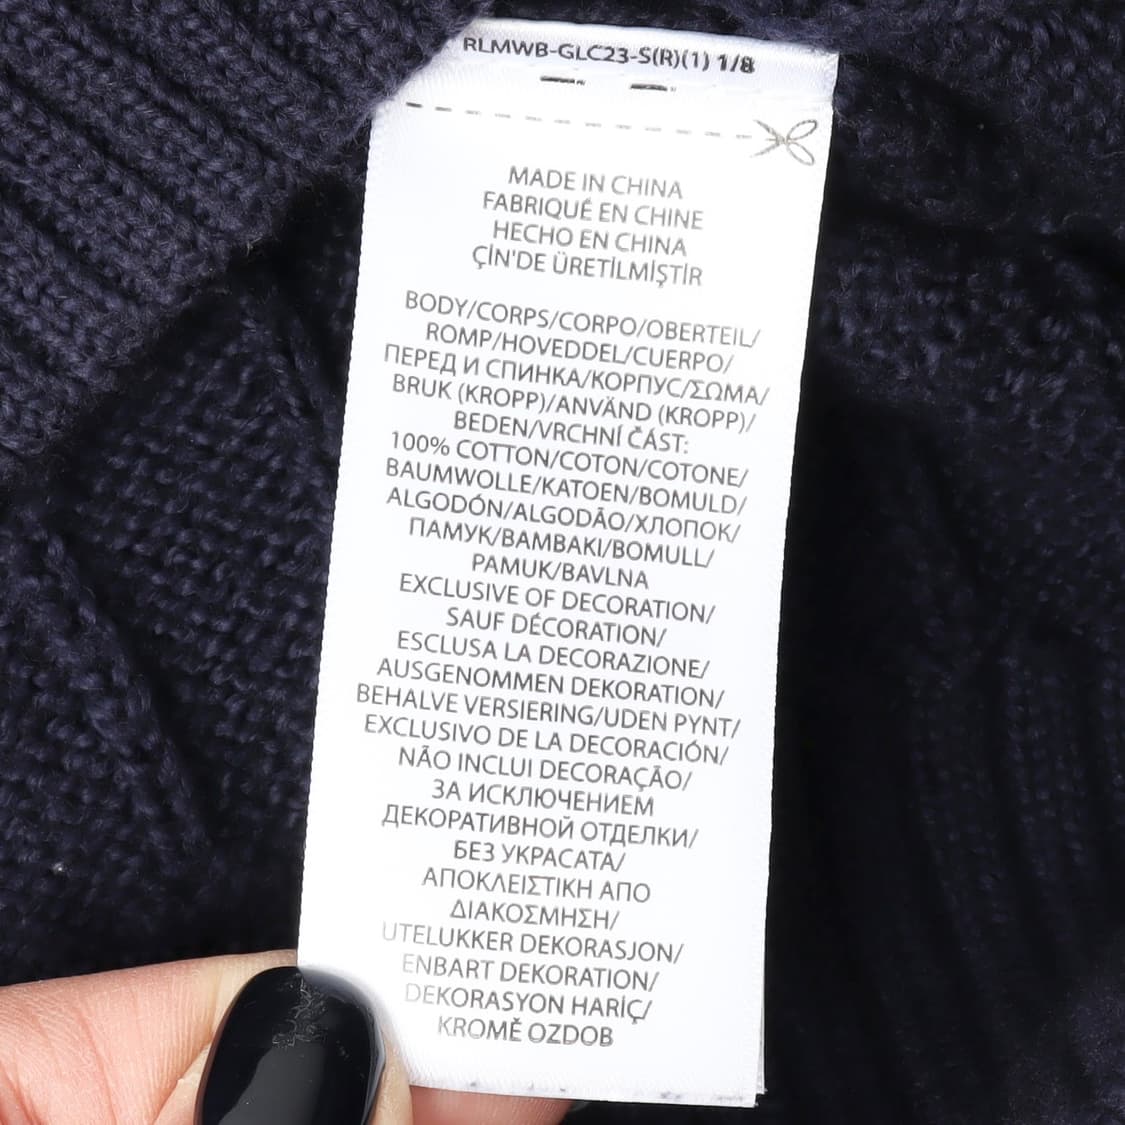 RLMWB-GLC23-S(R)(1) 1/8
MADE IN CHINA
FABRIQUÉ EN CHINE
HECHO EN CHINA
ÇİN'DE ÜRETİLMİŞTİR
BODY/CORPS/CORPO/OBERTEIL/
ROMP/HOVEDDEL/CUERPO/
ПЕРЕД И СПИНКА/КОРПУС/ΣΩΜΑ/
BRUK (KROPP)/ANVÄND (KROPP)/
BEDEN/VRCHNÍ ČÁST:
100% COTTON/COTON/COTONE/
BAUMWOLLE/KATOEN/BOMULD/
ALGODÓN/ALGODÃO/ХЛОПОК/
ПАМУК/ΒΑΜΒΑΚΙ/BOMULL/
PAMUK/BAVLNA
EXCLUSIVE OF DECORATION/
SAUF DÉCORATION/
ESCLUSA LA DECORAZIONE/
AUSGENOMMEN DEKORATION/
BEHALVE VERSIERING/UDEN PYNT/
EXCLUSIVO DE LA DECORACIÓN/
NÃO INCLUI DECORAÇÃO/
ЗА ИСКЛЮЧЕНИЕМ
ДЕКОРАТИВНОЙ ОТДЕЛКИ/
БЕЗ УКРАСАТА/
ΑΠΟΚΛΕΙΣΤΙΚΗ ΑΠΟ
ΔΙΑΚΟΣΜΗΣΗ/
UTELUKKER DEKORASJON/
ENBART DEKORATION/
DEKORASYON HARİÇ/
KROMĚ OZDOB